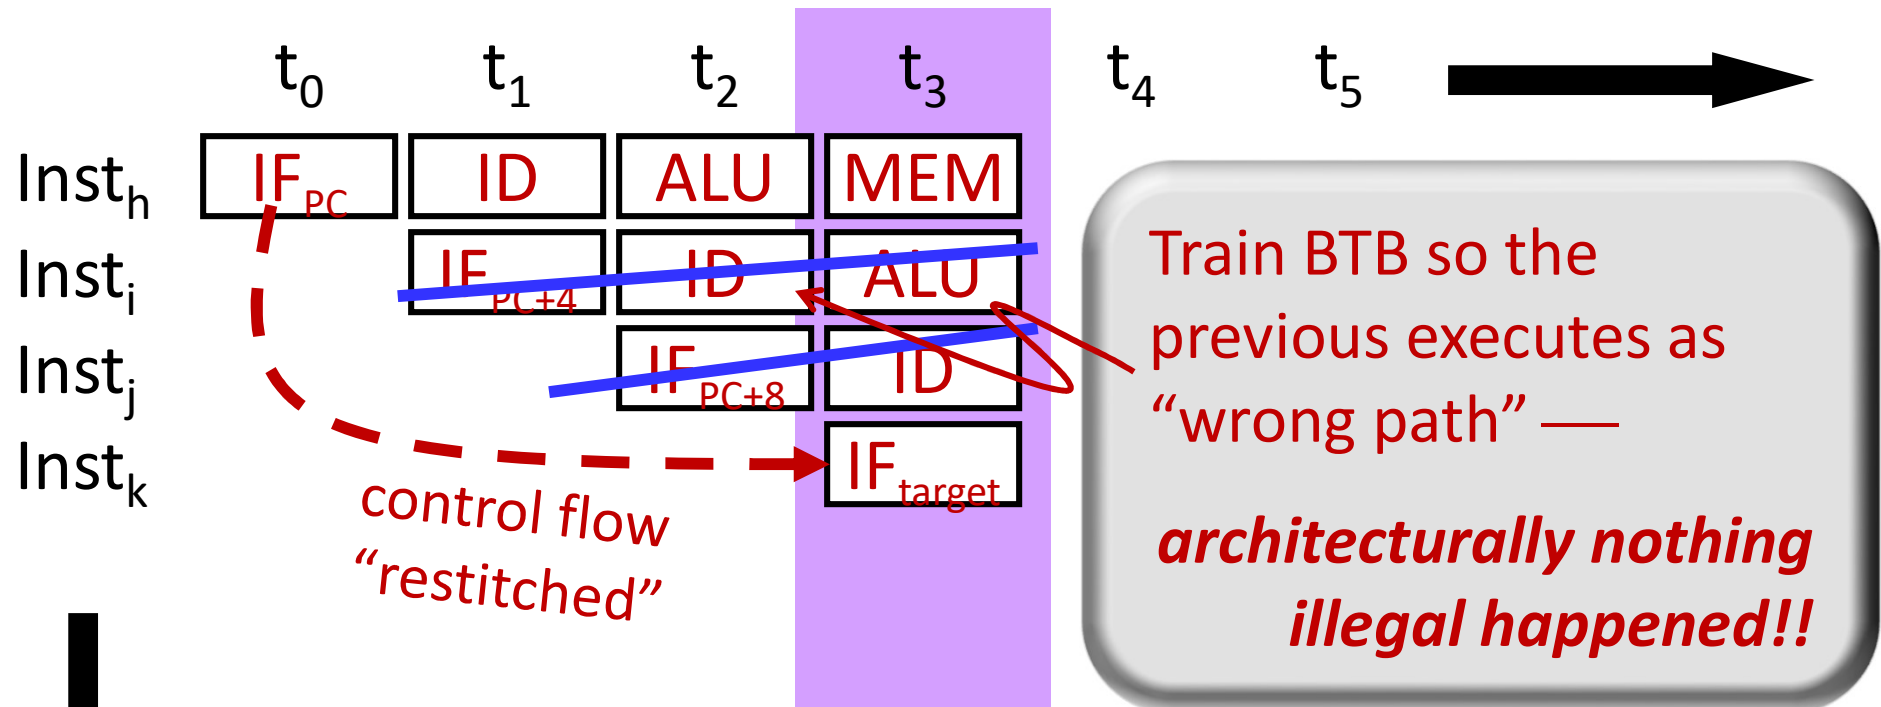 t0 t1 t2 t3 t4 t5
Insth IFPC ID ALU MEM
Insti IFPC+4 ID ALU
Instj IFPC+8 ID
Instk IFtarget
control flow
“restitched”
Train BTB so the
previous executes as
“wrong path” —
architecturally nothing
illegal happened!!